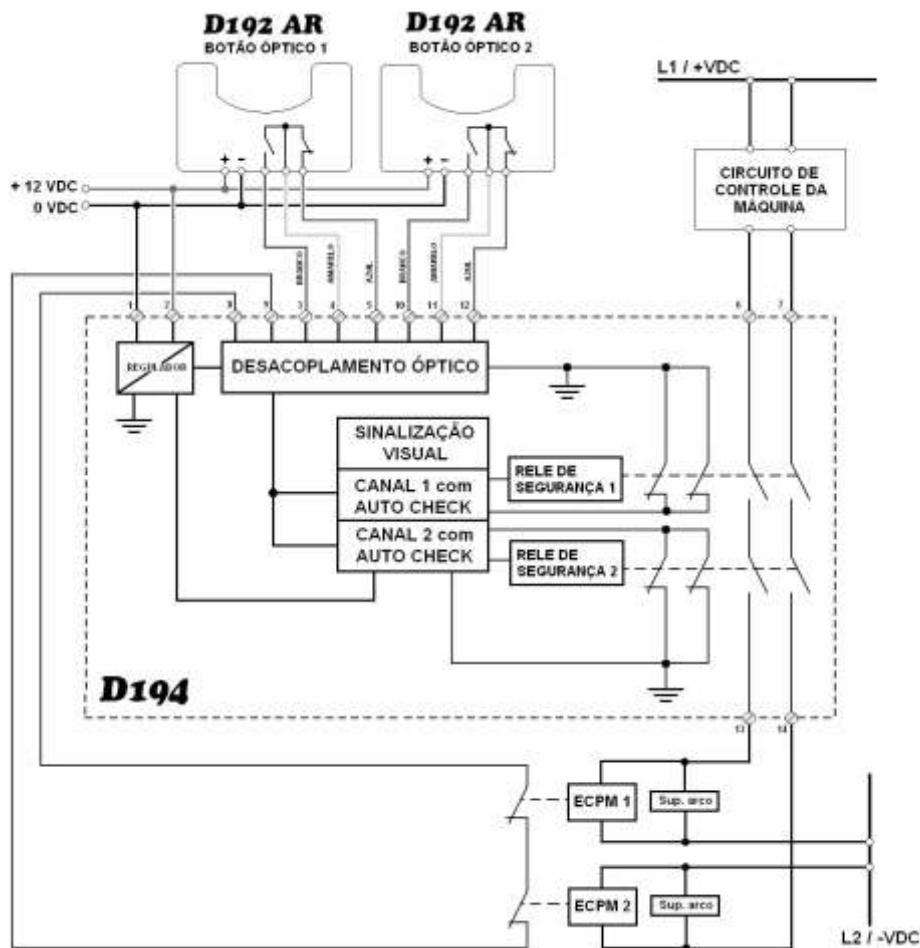 D192 AR
BOTÃO ÓPTICO 1
D192 AR
BOTÃO ÓPTICO 2
L1 / +VDC
CIRCUITO DE
CONTROLE DA
MÁQUINA
+ -
+ -
+ 12 VDC
0 VDC
BRANCO
AMARELO
AZUL
BRANCO
AMARELO
AZUL
1
2
8
9
3
4
5
10
11
12
6
7
REGULADOR
DESACOPLAMENTO ÓPTICO
SINALIZAÇÃO
VISUAL
CANAL 1 com
AUTO CHECK
CANAL 2 com
AUTO CHECK
RELE DE
SEGURANÇA 1
RELE DE
SEGURANÇA 2
D194
13
14
ECPM 1
Sup. arco
ECPM 2
Sup. arco
L2 / -VDC